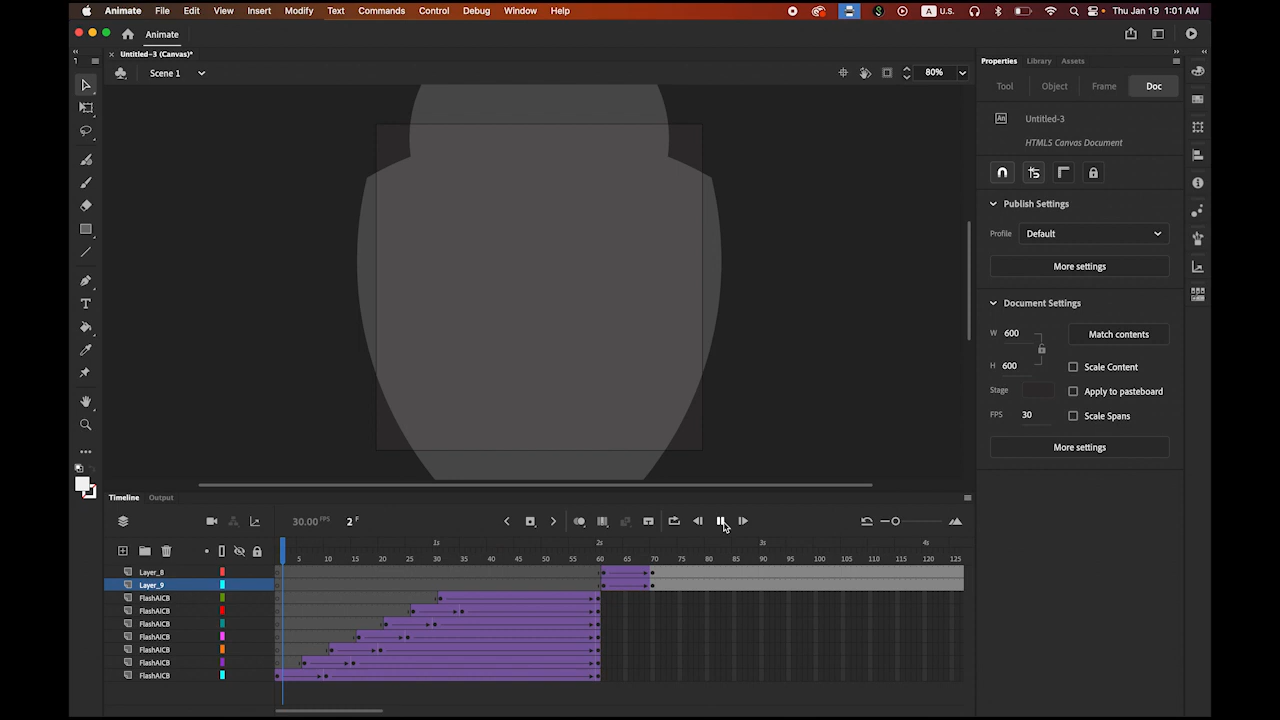 Animate File Edit View Insert Modify Text Commands Control Debug Window Help A U.S. Thu Jan 19 1:01 AM
Animate
Untitled-3 (Canvas)*
Scene 1 80%
Properties Library Assets
Tool Object Frame Doc
An Untitled-3
HTML5 Canvas Document
Publish Settings
Profile Default
More settings
Document Settings
W 600 Match contents
H 600 Scale Content
Stage Apply to pasteboard
FPS 30 Scale Spans
More settings
Timeline Output
30.00 FPS 2 F
1s 2s 3s 4s
5 10 15 20 25 30 35 40 45 50 55 60 65 70 75 80 85 90 95 100 105 110 115 120 125
Layer_8
Layer_9
FlashAICB
FlashAICB
FlashAICB
FlashAICB
FlashAICB
FlashAICB
FlashAICB